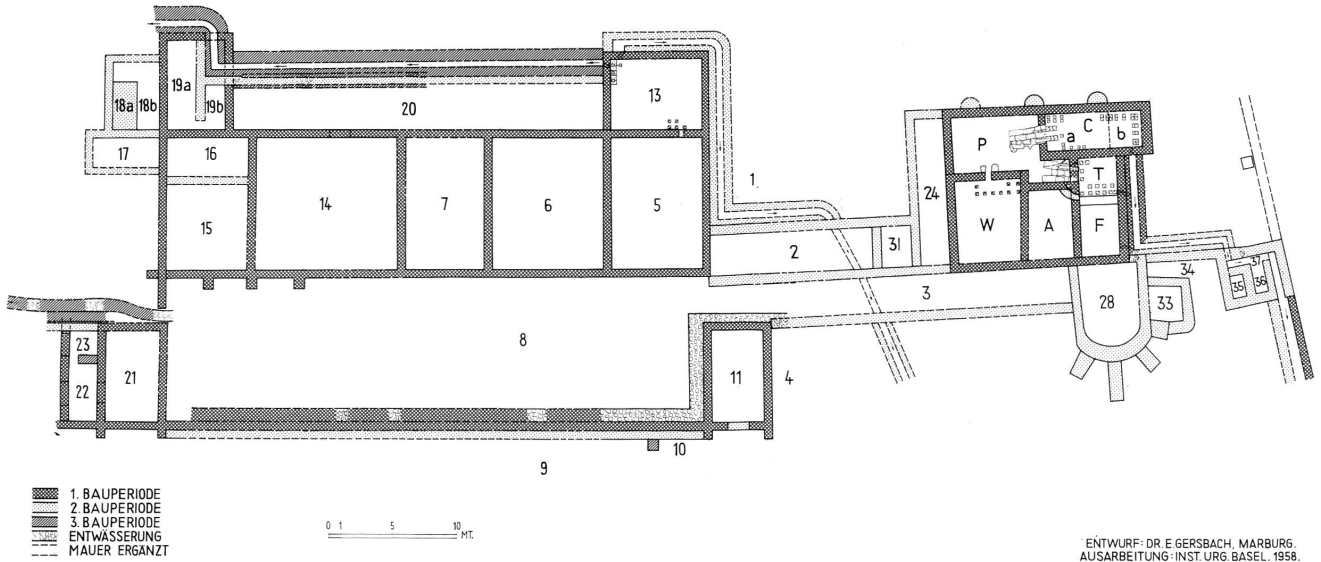 19a
18a
18b
19b
20
13
17
16
15
14
7
6
5
1.
2
31
24
P
C
a
b
T
W
A
F
3
34
37
35
36
28
33
8
23
22
21
11
4
9
10
1. BAUPERIODE
2. BAUPERIODE
3. BAUPERIODE
ENTWÄSSERUNG
MAUER ERGÄNZT
0 1 5 10
MT.
ENTWURF: DR. E. GERSBACH, MARBURG.
AUSARBEITUNG: INST. URG. BASEL. 1958.